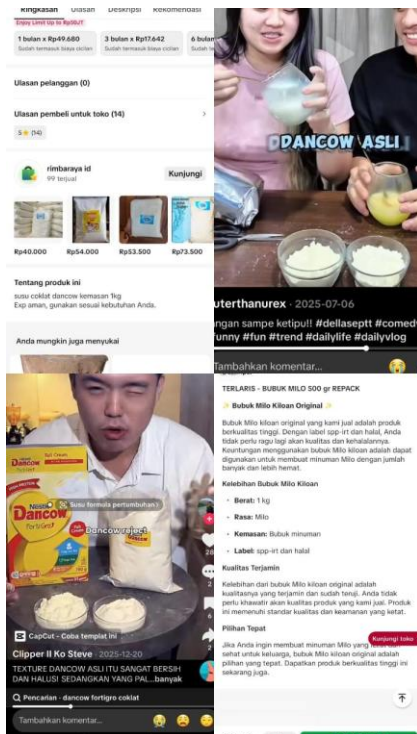 Ringkasan Ulasan Deskripsi Rekomendasi
Enjoy Limit Up to Rp50JT
1 bulan x Rp49.680
Sudah termasuk biaya cicilan
3 bulan x Rp17.642
Sudah termasuk biaya cicilan
6 bulan
Sudah te
Ulasan pelanggan (0)
Ulasan pembeli untuk toko (14)
5 (14)
rimbaraya id
99 terjual
Kunjungi
Rp40.000 Rp54.000 Rp53.500 Rp73.500
Tentang produk ini
susu coklat dancow kemasan 1kg
Exp aman, gunakan sesuai kebutuhan Anda.
Anda mungkin juga menyukai
DANCOW ASLI
uterthanurex · 2025-07-06
ngan sampe ketipu!! #dellaseptt #comedy
funny #fun #trend #dailylife #dailyvlog
Tambahkan komentar...
Dancow
FortiGro
Susu formola pertumbuhan
Dancow reject
CapCut - Coba templat ini
Clipper II Ko Steve · 2025-12-20
TEXTURE DANCOW ASLI ITU SANGAT BERSIH
DAN HALUS! SEDANGKAN YANG PAL...banyak
Pencarian - dancow fortigro coklat
Tambahkan komentar...
TERLARIS - BUBUK MILO 500 gr REPACK
Bubuk Milo Kiloan Original
Bubuk Milo kiloan original yang kami jual adalah produk
berkualitas tinggi. Dengan label spp-irt dan halal, Anda
tidak perlu ragu lagi akan kualitas dan kehalalannya.
Keuntungan menggunakan bubuk Milo kiloan adalah dapat
digunakan untuk membuat minuman Milo dengan jumlah
banyak dan lebih hemat.
Kelebihan Bubuk Milo Kiloan
• Berat: 1 kg
• Rasa: Milo
• Kemasan: Bubuk minuman
• Label: spp-irt dan halal
Kualitas Terjamin
Kelebihan dari bubuk Milo kiloan original adalah
kualitasnya yang terjamin dan sudah teruji. Anda tidak
perlu khawatir akan kualitas produk yang kami jual. Produk
ini memenuhi standar kualitas dan keamanan yang ketat.
Pilihan Tepat
Kunjungi toko
Jika Anda ingin membuat minuman Milo yang
sehat untuk keluarga, bubuk Milo kiloan original adalah
pilihan yang tepat. Dapatkan produk berkualitas tinggi ini
sekarang juga.